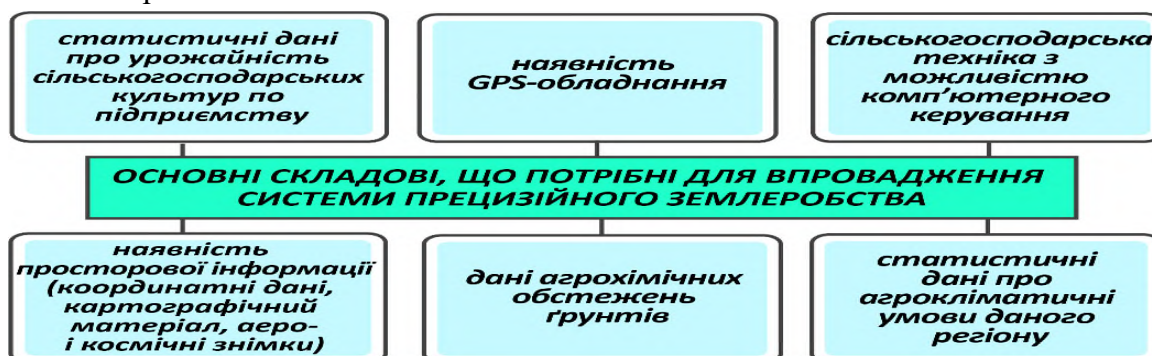 статистичні дані
про урожайність
сільськогосподарських
культур по
підприємству
наявність
GPS-обладнання
сільськогосподарська
техніка з
можливістю
комп’ютерного
керування
ОСНОВНІ СКЛАДОВІ, ЩО ПОТРІБНІ ДЛЯ ВПРОВАДЖЕННЯ
СИСТЕМИ ПРЕЦИЗІЙНОГО ЗЕМЛЕРОБСТВА
наявність
просторової інформації
(координатні дані,
картографічний
матеріал, аеро-
і космічні знімки)
дані агрохімічних
обстежень
ґрунтів
статистичні
дані про
агрокліматичні
умови даного
регіону